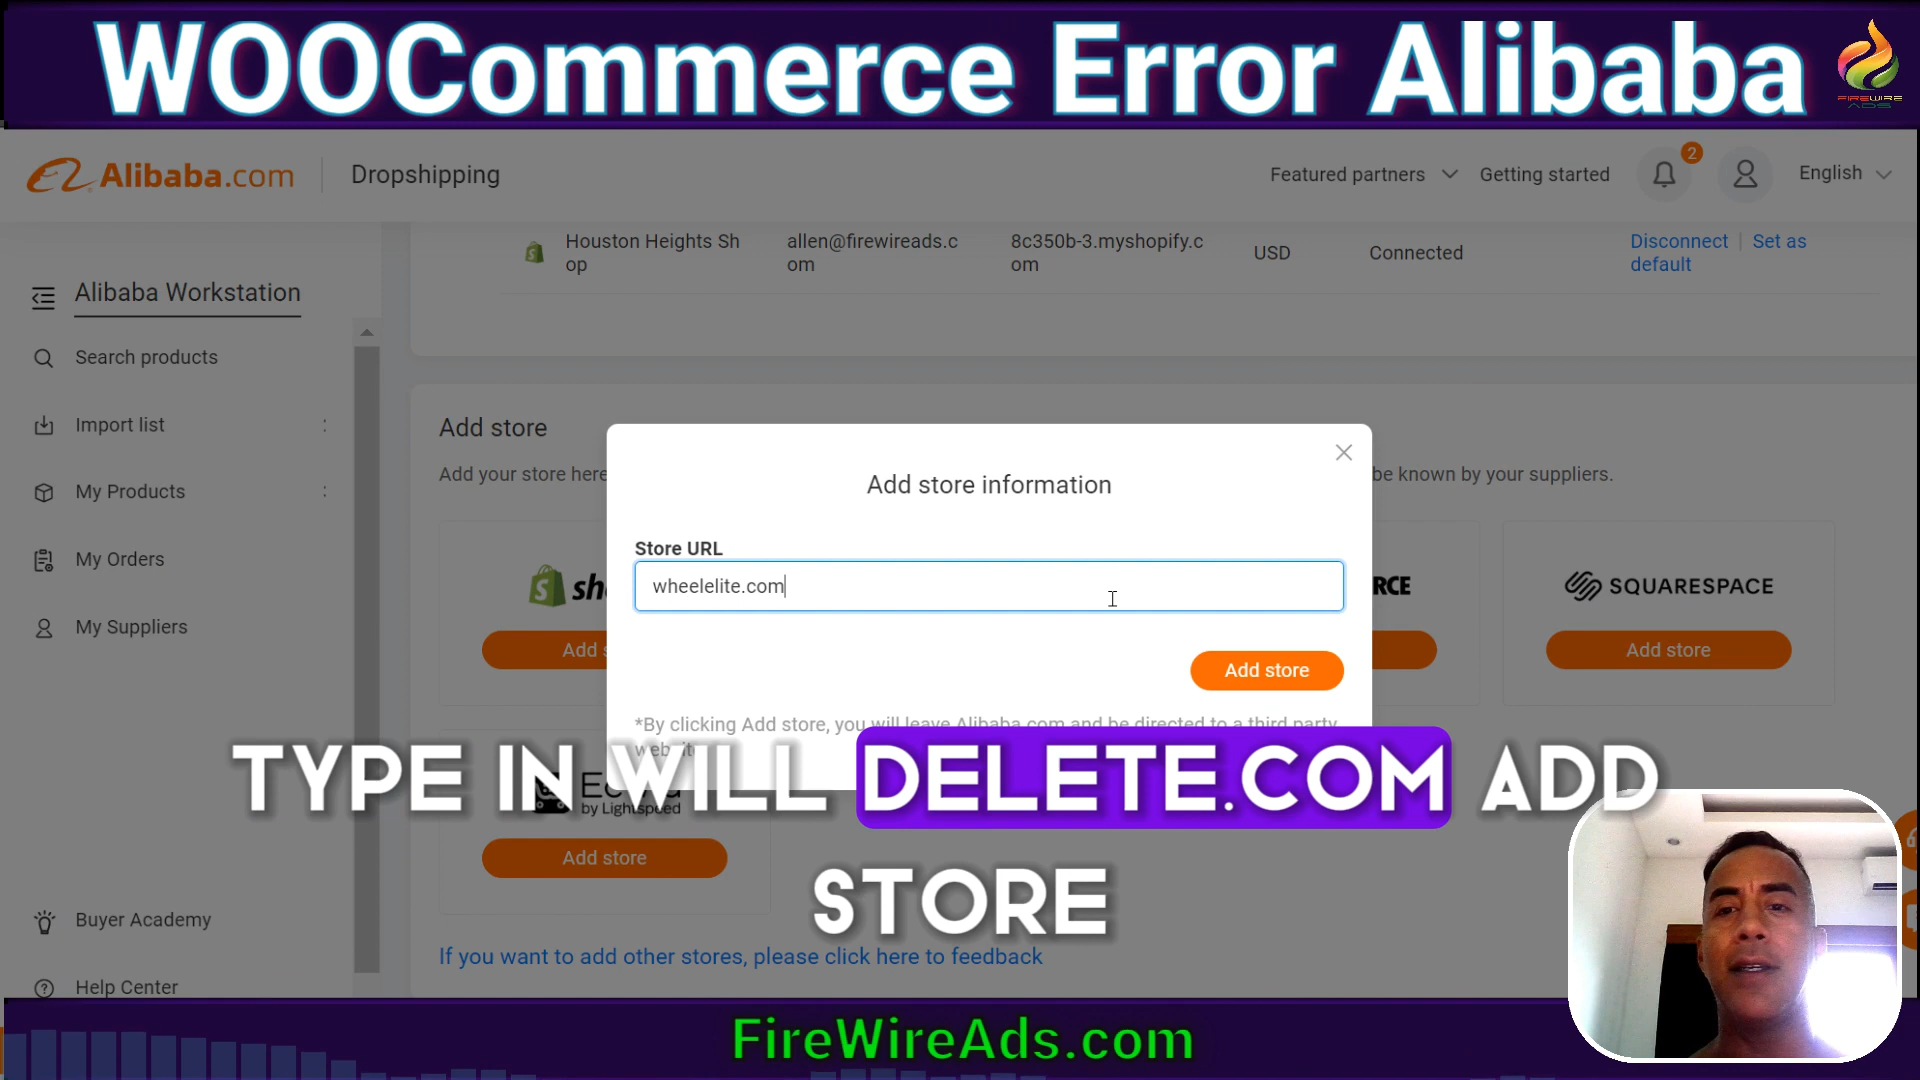 WOOCommerce Error Alibaba
FIREWIRE
ADS
Alibaba.com
Dropshipping
Featured partners
Getting started
2
English
Houston Heights Sh
op
allen@firewireads.c
om
8c350b-3.myshopify.c
om
USD
Connected
Disconnect | Set as
default
Alibaba Workstation
Search products
Import list
My Products
My Orders
My Suppliers
Buyer Academy
Help Center
Add store
Add your store here
be known by your suppliers.
Add store information
Store URL
wheelelite.com
Add store
*By clicking Add store, you will leave Alibaba.com and be directed to a third party
RCE
SQUARESPACE
Add store
by Lightspeed
Add store
TYPE IN WILL DELETE.COM ADD
STORE
If you want to add other stores, please click here to feedback
FireWireAds.com